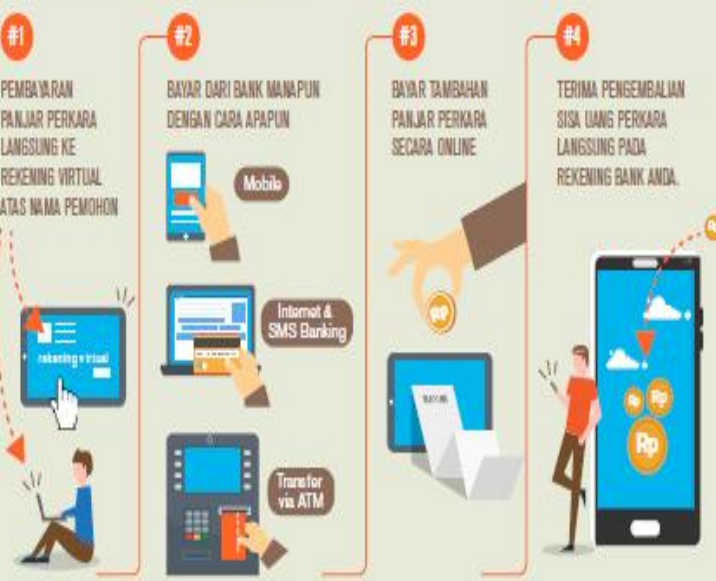 #1
PEMBAYARAN
PANJAR PERKARA
LANGSUNG KE
REKENING VIRTUAL
ATAS NAMA PEMOHON
rekening virtual
#2
BAYAR DARI BANK MANAPUN
DENGAN CARA APAPUN
Mobile
Internet &
SMS Banking
Transfer
via ATM
#3
BAYAR TAMBAHAN
PANJAR PERKARA
SECARA ONLINE
RP
#4
TERIMA PENGEMBALIAN
SISA UANG PERKARA
LANGSUNG PADA
REKENING BANK ANDA.
Rp
Rp
Rp